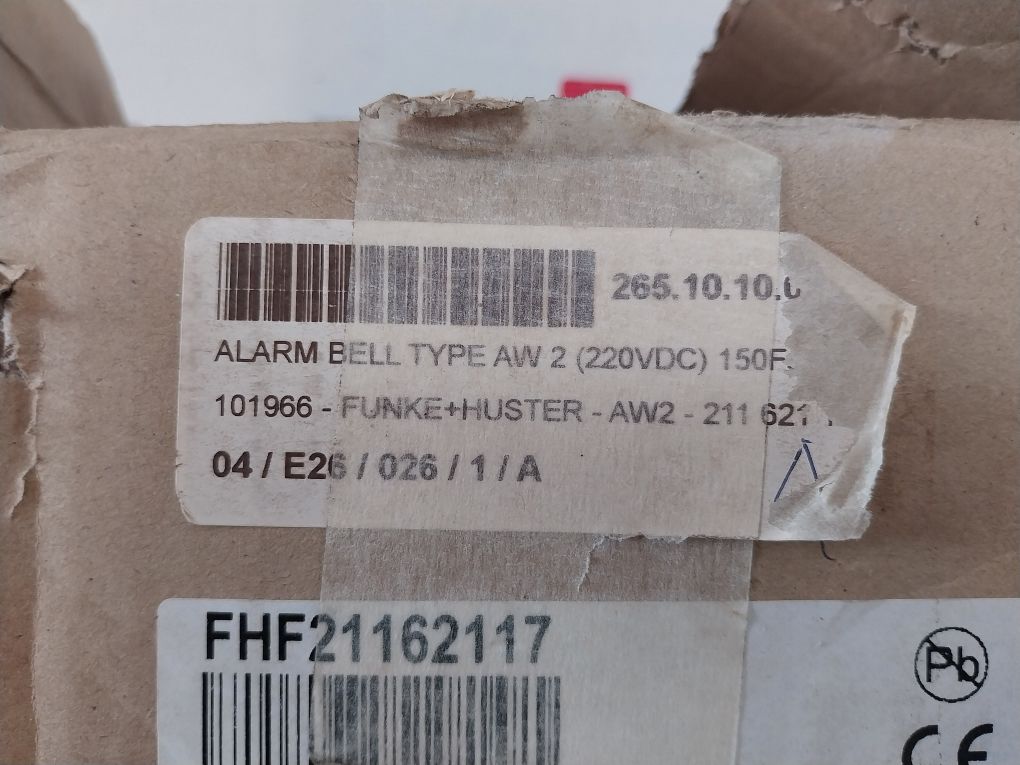 265.10.10.
ALARM BELL TYPE AW 2 (220VDC) 150F.
101966 - FUNKE+HUSTER - AW2 - 211 621
04 / E26 / 026 / 1 / A
FHF21162117
Pb
CE